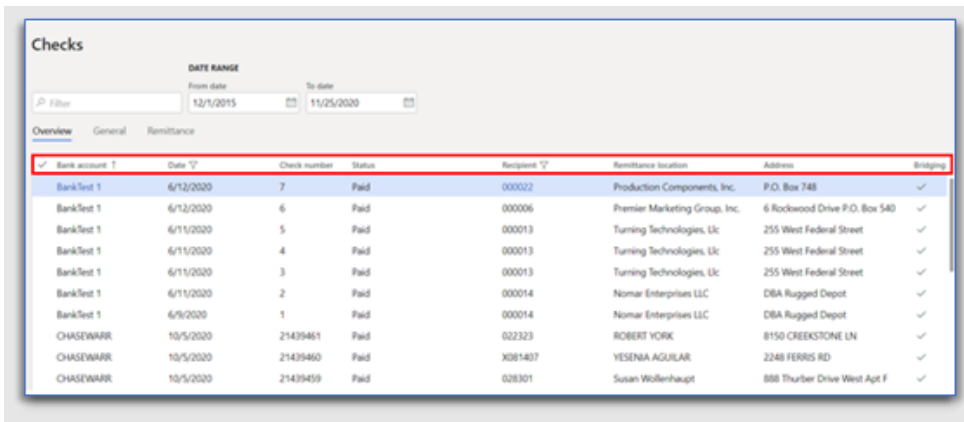 Checks
DATE RANGE
From date To date
Filter 12/1/2015 11/25/2020
Overview General Remittance
Bank account Date Check number Status Recipient Remittance location Address Bridging
BankTest 1 6/12/2020 7 Paid 000022 Production Components, Inc. P.O. Box 748
BankTest 1 6/12/2020 6 Paid 000006 Premier Marketing Group, Inc. 6 Rockwood Drive P.O. Box 540
BankTest 1 6/11/2020 5 Paid 000013 Turning Technologies, Llc 255 West Federal Street
BankTest 1 6/11/2020 4 Paid 000013 Turning Technologies, Llc 255 West Federal Street
BankTest 1 6/11/2020 3 Paid 000013 Turning Technologies, Llc 255 West Federal Street
BankTest 1 6/11/2020 2 Paid 000014 Nomar Enterprises LLC DBA Rugged Depot
BankTest 1 6/9/2020 1 Paid 000014 Nomar Enterprises LLC DBA Rugged Depot
CHASEWARR 10/5/2020 21439461 Paid 022323 ROBERT YORK 8150 CREEKSTONE LN
CHASEWARR 10/5/2020 21439460 Paid X081407 YESENIA AGUILAR 2248 FERRIS RD
CHASEWARR 10/5/2020 21439459 Paid 028301 Susan Wollenhaupt 888 Thurber Drive West Apt F